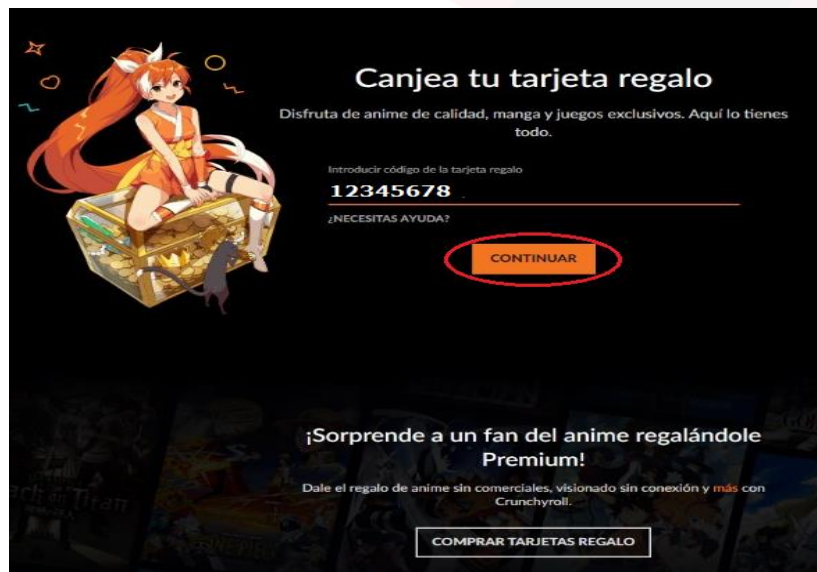 Canjea tu tarjeta regalo
Disfruta de anime de calidad, manga y juegos exclusivos. Aquí lo tienes
todo.
Introducir código de la tarjeta regalo
12345678
¿NECESITAS AYUDA?
CONTINUAR
¡Sorprende a un fan del anime regalándole
Premium!
Dale el regalo de anime sin comerciales, visionado sin conexión y más con
Crunchyroll.
COMPRAR TARJETAS REGALO